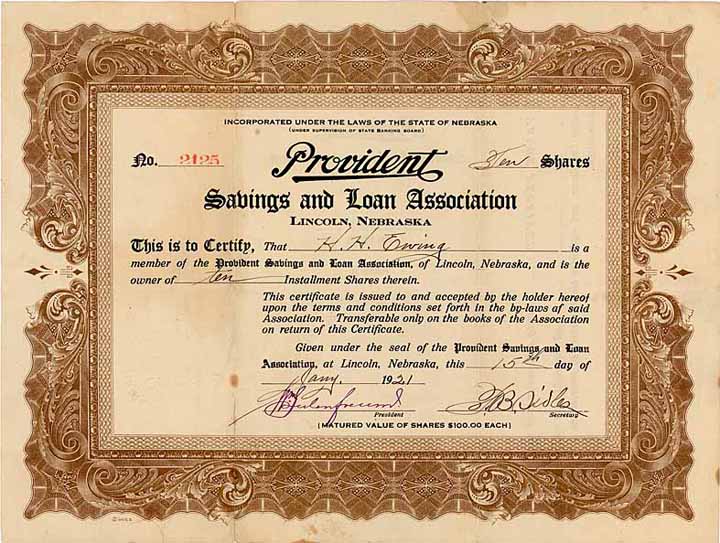 INCORPORATED UNDER THE LAWS OF THE STATE OF NEBRASKA
(UNDER SUPERVISION OF STATE BANKING BOARD)
No. 2125 Provident Ten Shares
Savings and Loan Association
LINCOLN, NEBRASKA
This is to Certify, That H. H. Ewing is a
member of the Provident Savings and Loan Association, of Lincoln, Nebraska, and is the
owner of ten Installment Shares therein.
This certificate is issued to and accepted by the holder hereof
upon the terms and conditions set forth in the by-laws af said
Association. Transferable only on the books of the Association
on return of this Certificate.
Given under the seal of the Provident Savings and Loan
Association, at Lincoln, Nebraska, this 15th day of
Jany. 1921
President
Secretary
(MATURED VALUE OF SHARES $100.00 EACH)